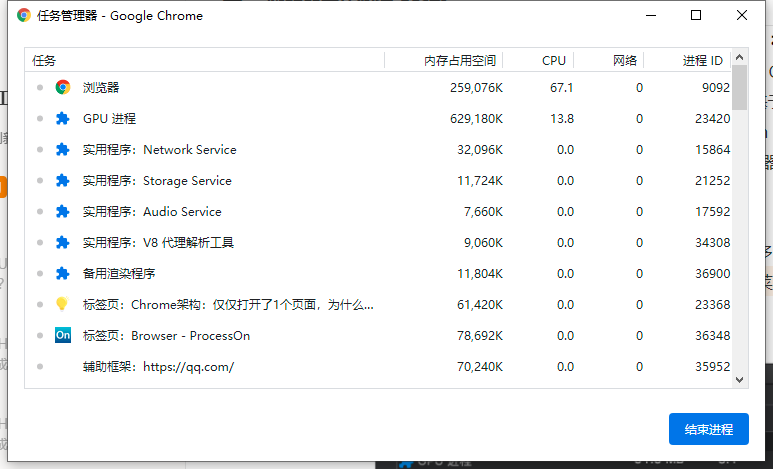 任务管理器 - Google Chrome
任务 内存占用空间 CPU 网络 进程 ID
浏览器 259,076K 67.1 0 9092
GPU 进程 629,180K 13.8 0 23420
实用程序：Network Service 32,096K 0.0 0 15864
实用程序：Storage Service 11,724K 0.0 0 21252
实用程序：Audio Service 7,660K 0.0 0 17592
实用程序：V8 代理解析工具 9,060K 0.0 0 34308
备用渲染程序 11,804K 0.0 0 36900
标签页：Chrome架构：仅仅打开了1个页面，为什么... 61,420K 0.0 0 23368
On 标签页：Browser - ProcessOn 78,692K 0.0 0 36348
辅助框架：https://qq.com/ 70,240K 0.0 0 35952
结束进程
GPU 进程